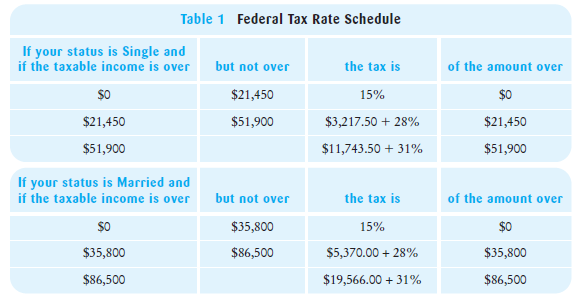 Table 1 Federal Tax Rate Schedule
If your status is Single and
if the taxable income is over but not over the tax is of the amount over
$0 $21,450 15% $0
$21,450 $51,900 $3,217.50 + 28% $21,450
$51,900 $11,743.50 + 31% $51,900
If your status is Married and
if the taxable income is over but not over the tax is of the amount over
$0 $35,800 15% $0
$35,800 $86,500 $5,370.00 + 28% $35,800
$86,500 $19,566.00 + 31% $86,500